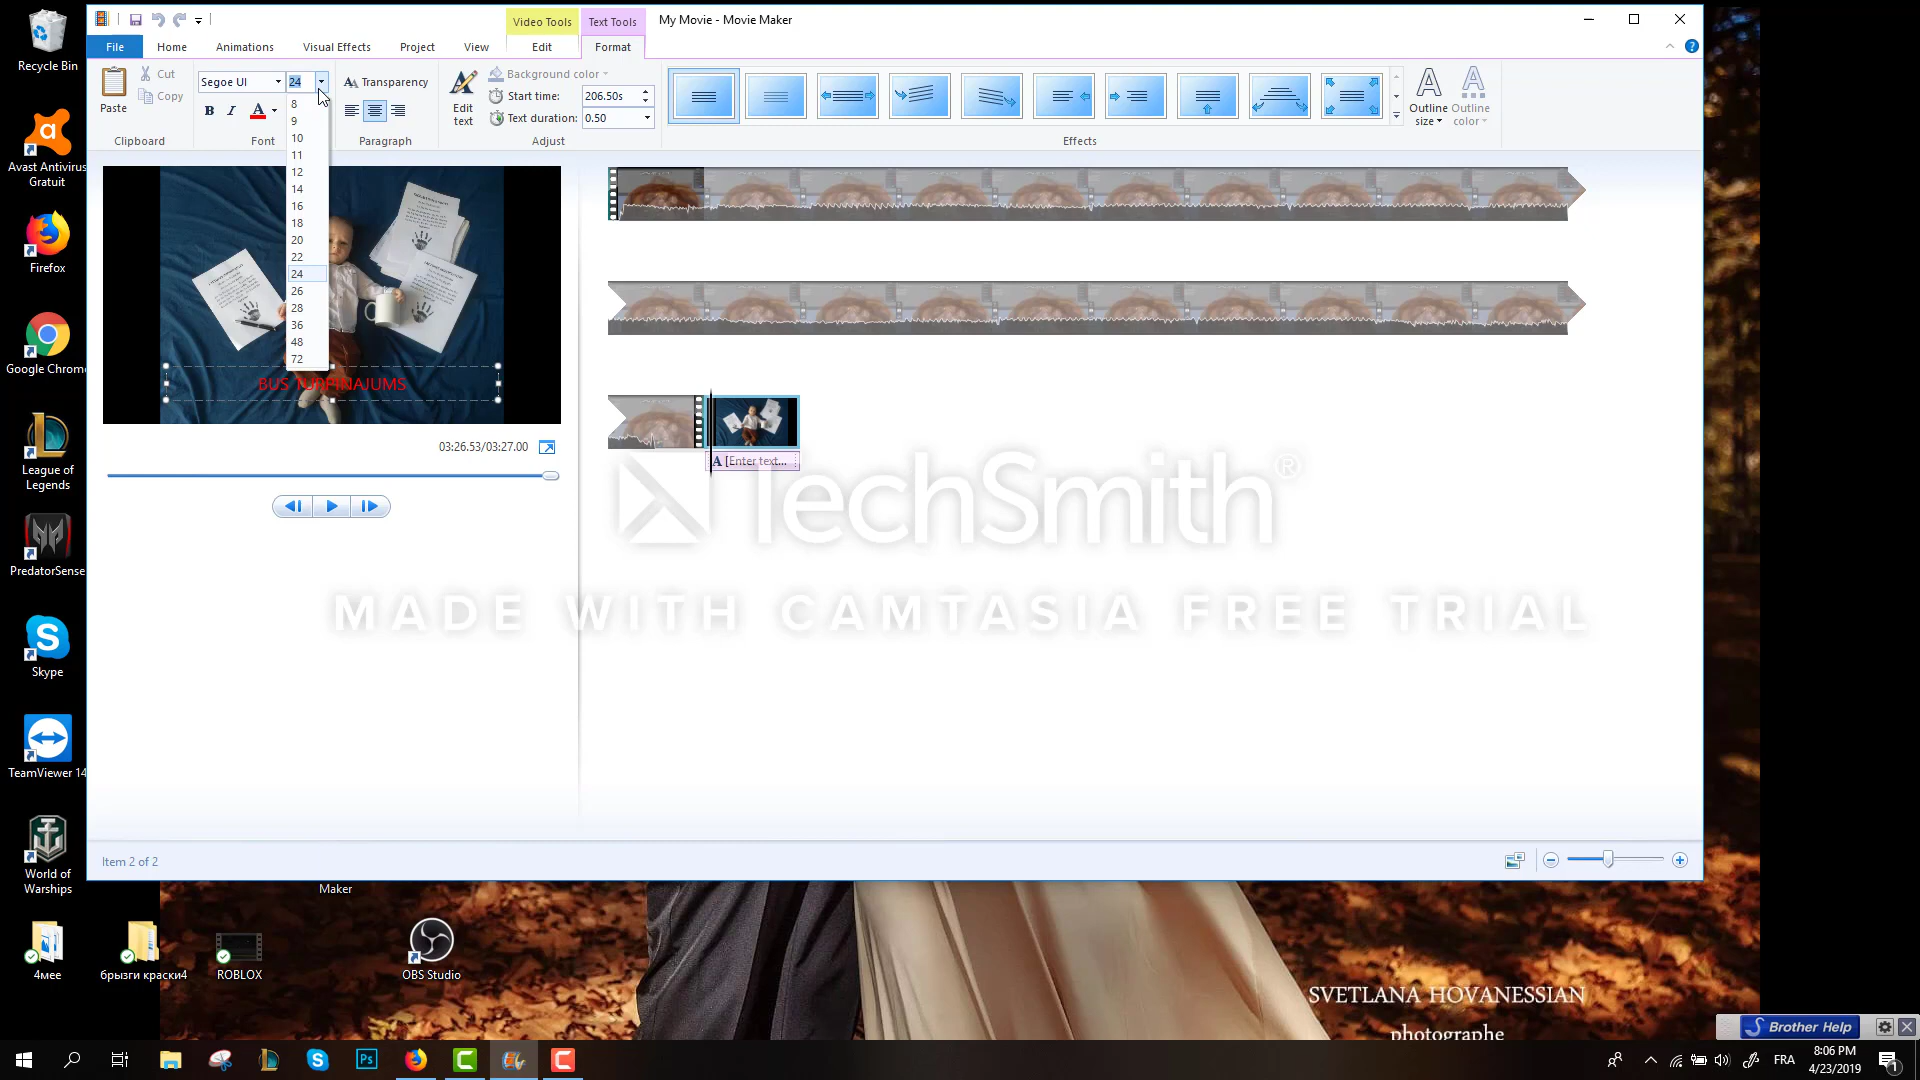 Recycle Bin
Avast Antivirus
Gratuit
Firefox
Google Chrome
League of
Legends
PredatorSense
Skype
TeamViewer 14
World of
Warships
4мее
брызги краски4
ROBLOX
Maker
OBS Studio
Video Tools
Text Tools
My Movie - Movie Maker
File
Home
Animations
Visual Effects
Project
View
Edit
Format
Paste
Cut
Copy
Clipboard
Segoe UI
24
Font
8
9
10
11
12
14
16
18
20
22
24
26
28
36
48
72
Transparency
Paragraph
Edit
text
Background color
Start time:
206.50s
Text duration:
0.50
Adjust
Effects
Outline
size
Outline
color
BUS TURPINAJUMS
03:26.53/03:27.00
A [Enter text...
TechSmith®
MADE WITH CAMTASIA FREE TRIAL
Item 2 of 2
SVETLANA HOVANESSIAN
photographe
Brother Help
FRA
8:06 PM
4/23/2019
1